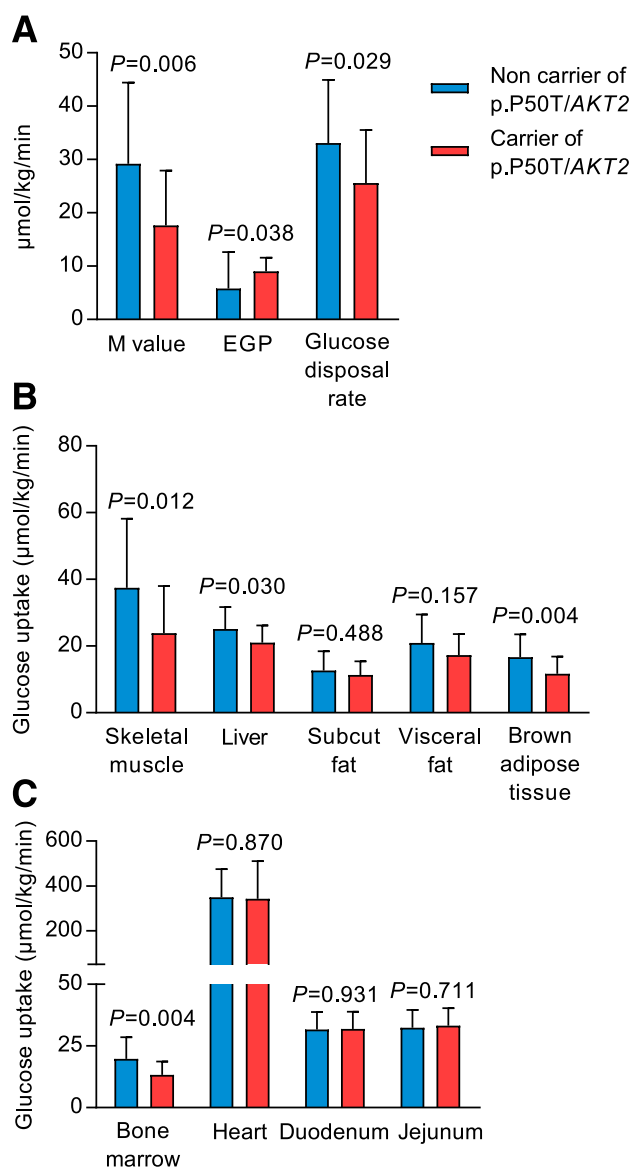 A
µmol/kg/min
50
40
30
20
10
0
P=0.006
P=0.038
P=0.029
M value
EGP
Glucose
disposal
rate
Non carrier of
p.P50T/AKT2
Carrier of
p.P50T/AKT2
B
Glucose uptake (µmol/kg/min)
80
60
40
20
0
P=0.012
P=0.030
P=0.488
P=0.157
P=0.004
Skeletal
muscle
Liver
Subcut
fat
Visceral
fat
Brown
adipose
tissue
C
Glucose uptake (µmol/kg/min)
600
400
200
50
25
0
P=0.004
P=0.870
P=0.931
P=0.711
Bone
marrow
Heart
Duodenum
Jejunum